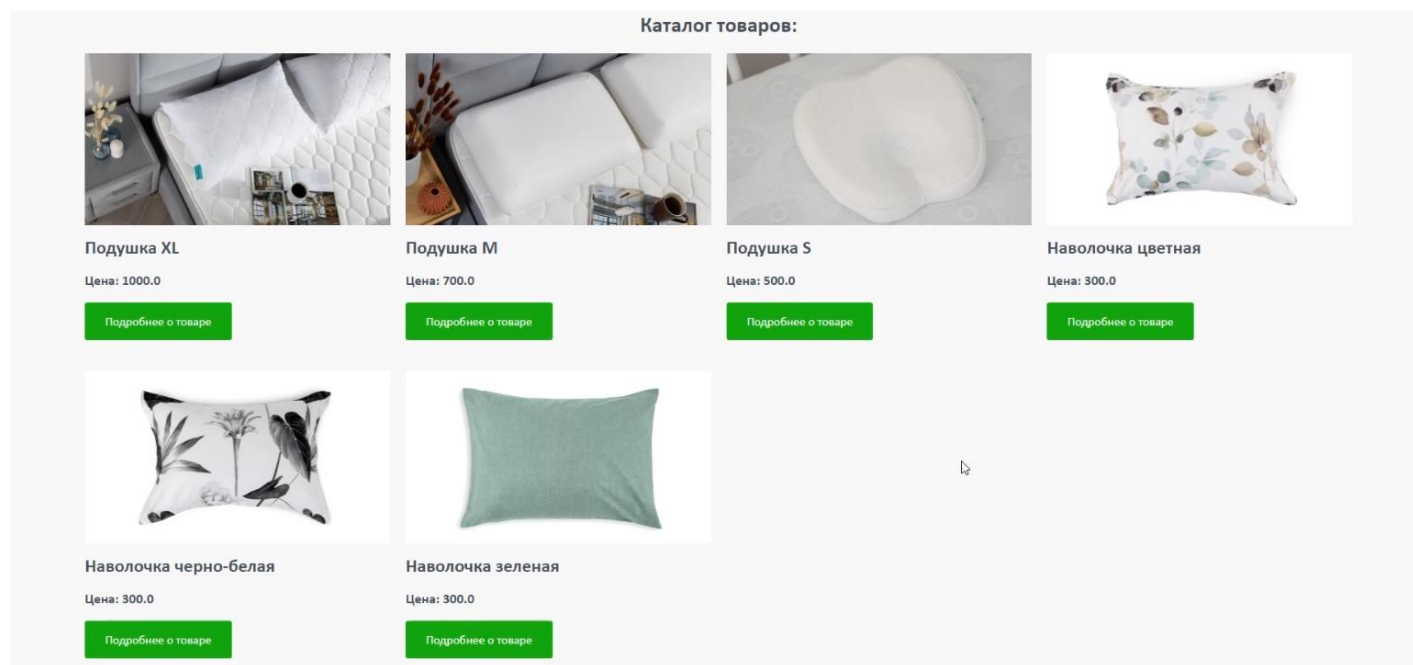 Каталог товаров:
Подушка XL
Цена: 1000.0
Подробнее о товаре
Подушка M
Цена: 700.0
Подробнее о товаре
Подушка S
Цена: 500.0
Подробнее о товаре
Наволочка цветная
Цена: 300.0
Подробнее о товаре
Наволочка черно-белая
Цена: 300.0
Подробнее о товаре
Наволочка зеленая
Цена: 300.0
Подробнее о товаре